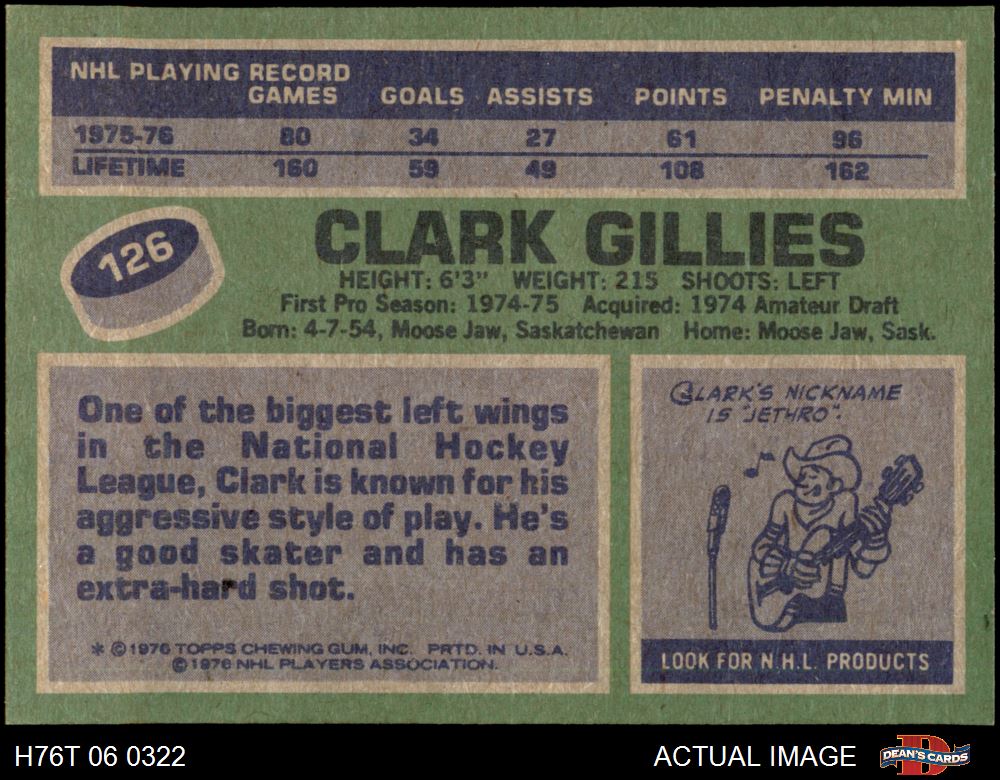 NHL PLAYING RECORD
GAMES GOALS ASSISTS POINTS PENALTY MIN
1975-76 80 34 27 61 96
LIFETIME 160 59 49 108 162
126
CLARK GILLIES
HEIGHT: 6'3" WEIGHT: 215 SHOOTS: LEFT
First Pro Season: 1974-75 Acquired: 1974 Amateur Draft
Born: 4-7-54, Moose Jaw, Saskatchewan Home: Moose Jaw, Sask.
One of the biggest left wings
in the National Hockey
League, Clark is known for his
aggressive style of play. He's
a good skater and has an
extra-hard shot.
* © 1976 TOPPS CHEWING GUM, INC. PRTD. IN U.S.A.
© 1976 NHL PLAYERS ASSOCIATION.
CLARK'S NICKNAME
IS "JETHRO".
LOOK FOR N.H.L. PRODUCTS
H76T 06 0322 ACTUAL IMAGE
D
DEAN'S CARDS